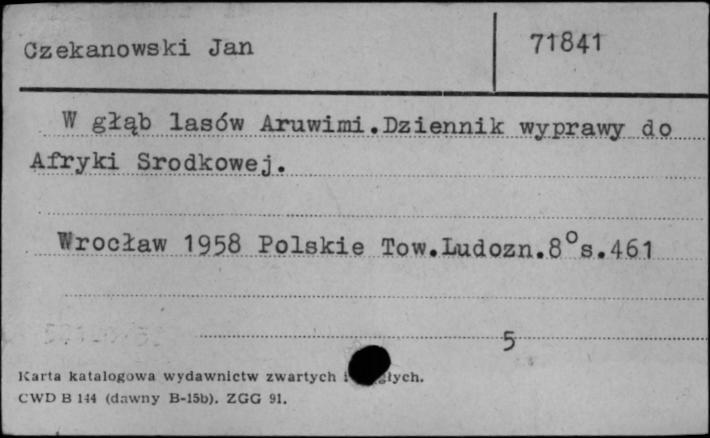 Czekanowski Jan
71841
W głąb lasów Aruwimi.Dziennik wyprawy do
Afryki Srodkowej.
Wrocław 1958 Polskie Tow.Ludozn.8°s.461
5
Karta katalogowa wydawnictw zwartych
CWD B 144 (dawny B-15b). ZGG 91.